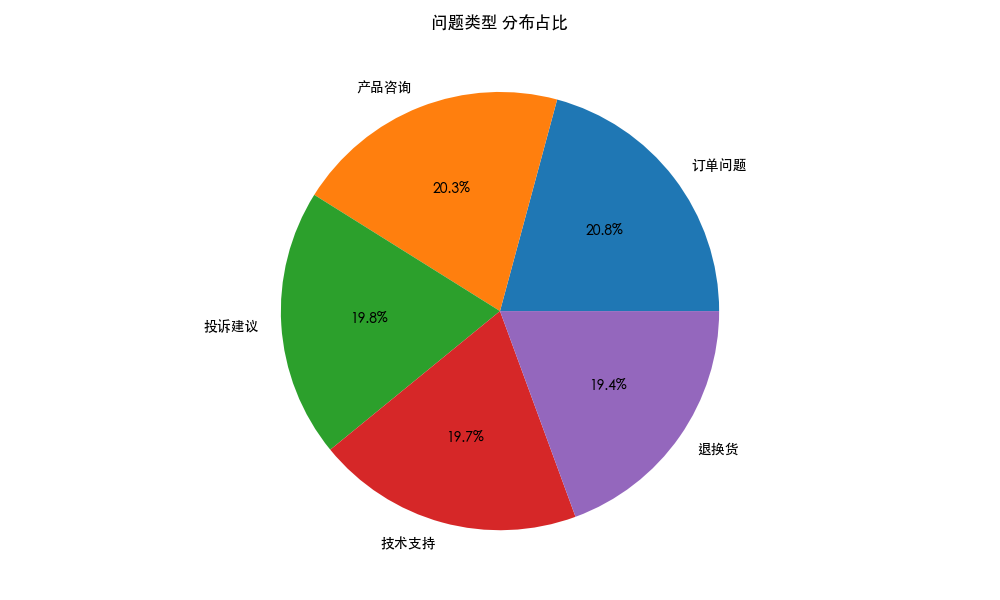 问题类型 分布占比
产品咨询
订单问题
20.3%
20.8%
19.8%
投诉建议
19.4%
19.7%
退换货
技术支持